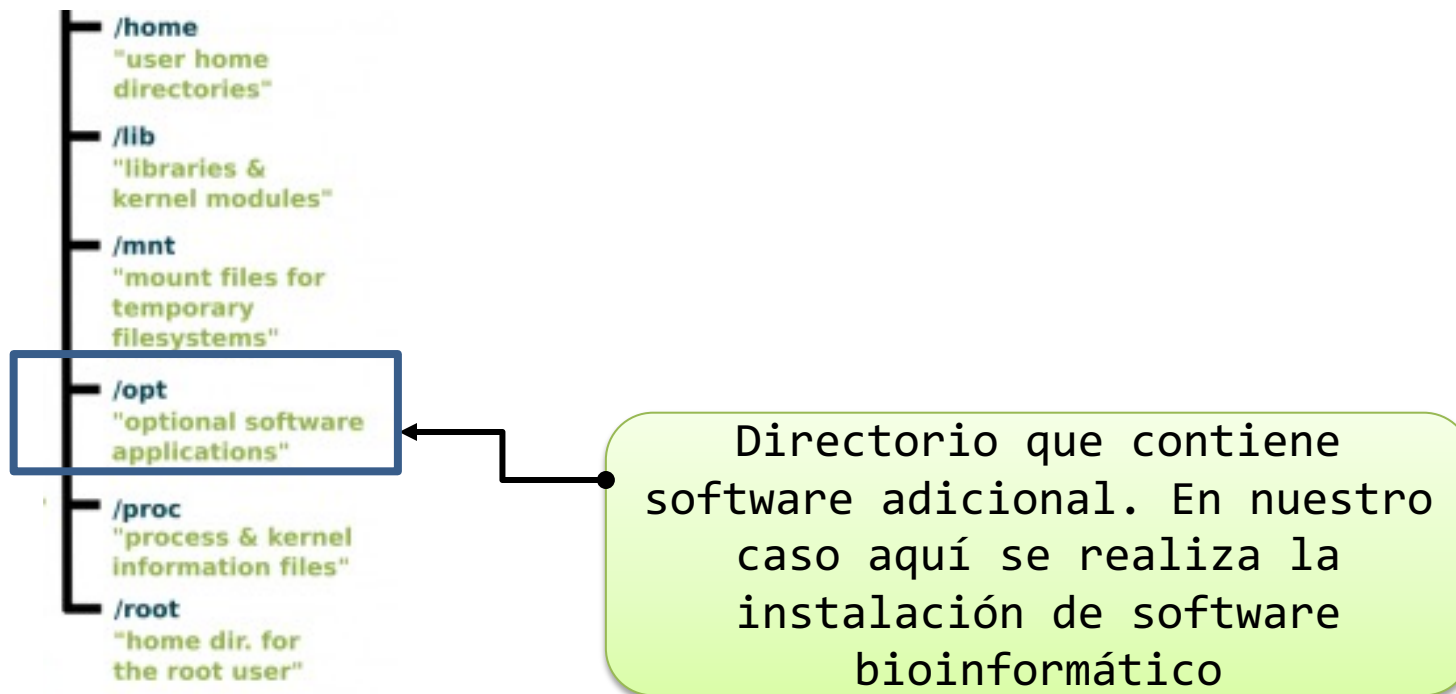 /home
"user home
directories"
/lib
"libraries &
kernel modules"
/mnt
"mount files for
temporary
filesystems"
/opt
"optional software
applications"
/proc
"process & kernel
information files"
/root
"home dir. for
the root user"
Directorio que contiene
software adicional. En nuestro
caso aquí se realiza la
instalación de software
bioinformático